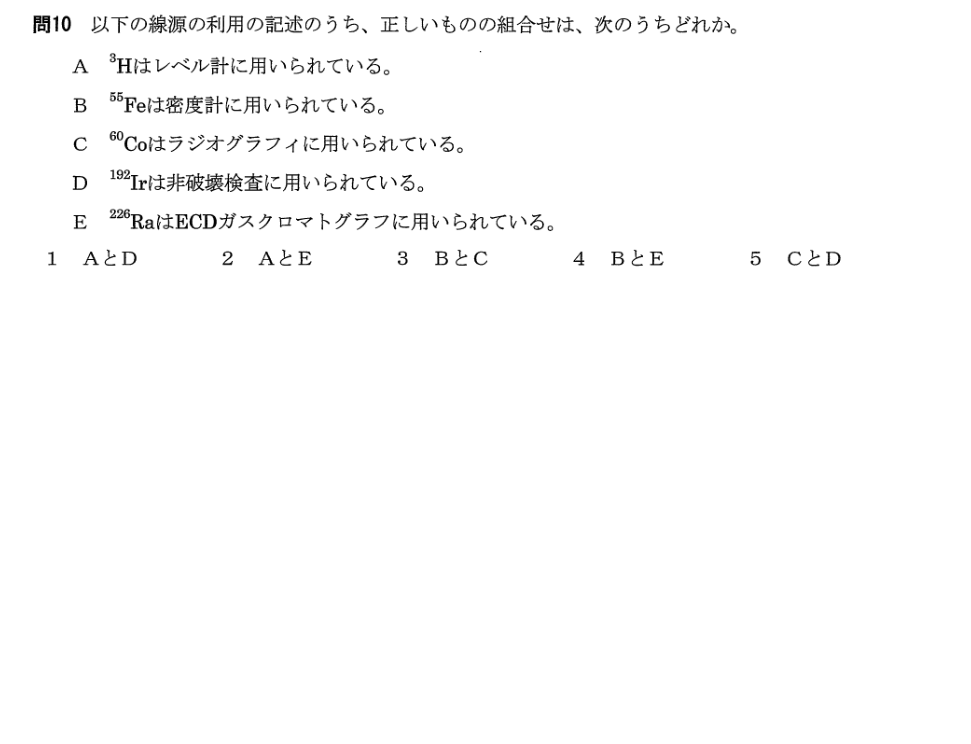 問10 以下の線源の利用の記述のうち、正しいものの組合せは、次のうちどれか。
A ³Hはレベル計に用いられている。
B ⁵⁵Feは密度計に用いられている。
C ⁶⁰Coはラジオグラフィに用いられている。
D ¹⁹²Irは非破壊検査に用いられている。
E ²²⁶RaはECDガスクロマトグラフに用いられている。
1 AとD 2 AとE 3 BとC 4 BとE 5 CとD